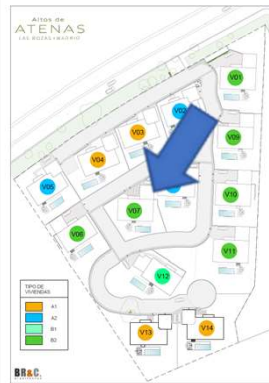 Altos de
ATENAS
LAS ROZAS • MADRID
V01
V02
V03
V09
V04
V05
V10
V07
V06
V11
V12
TIPO DE
VIVIENDAS
A1
A2
B1
B2
V13
V14
BR&C.